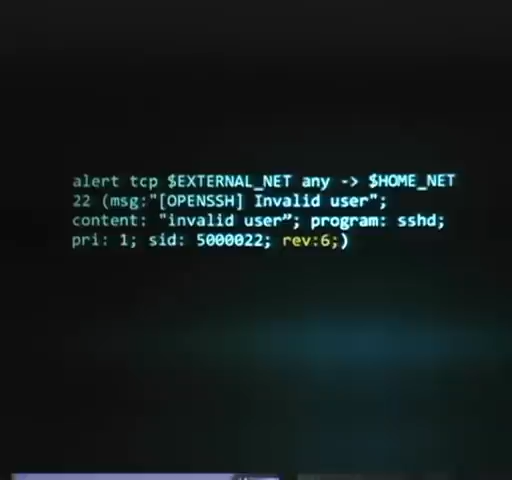 alert tcp $EXTERNAL_NET any -> $HOME_NET
22 (msg:"[OPENSSH] Invalid user";
content: "invalid user”; program: sshd;
pri: 1; sid: 5000022; rev:6;)